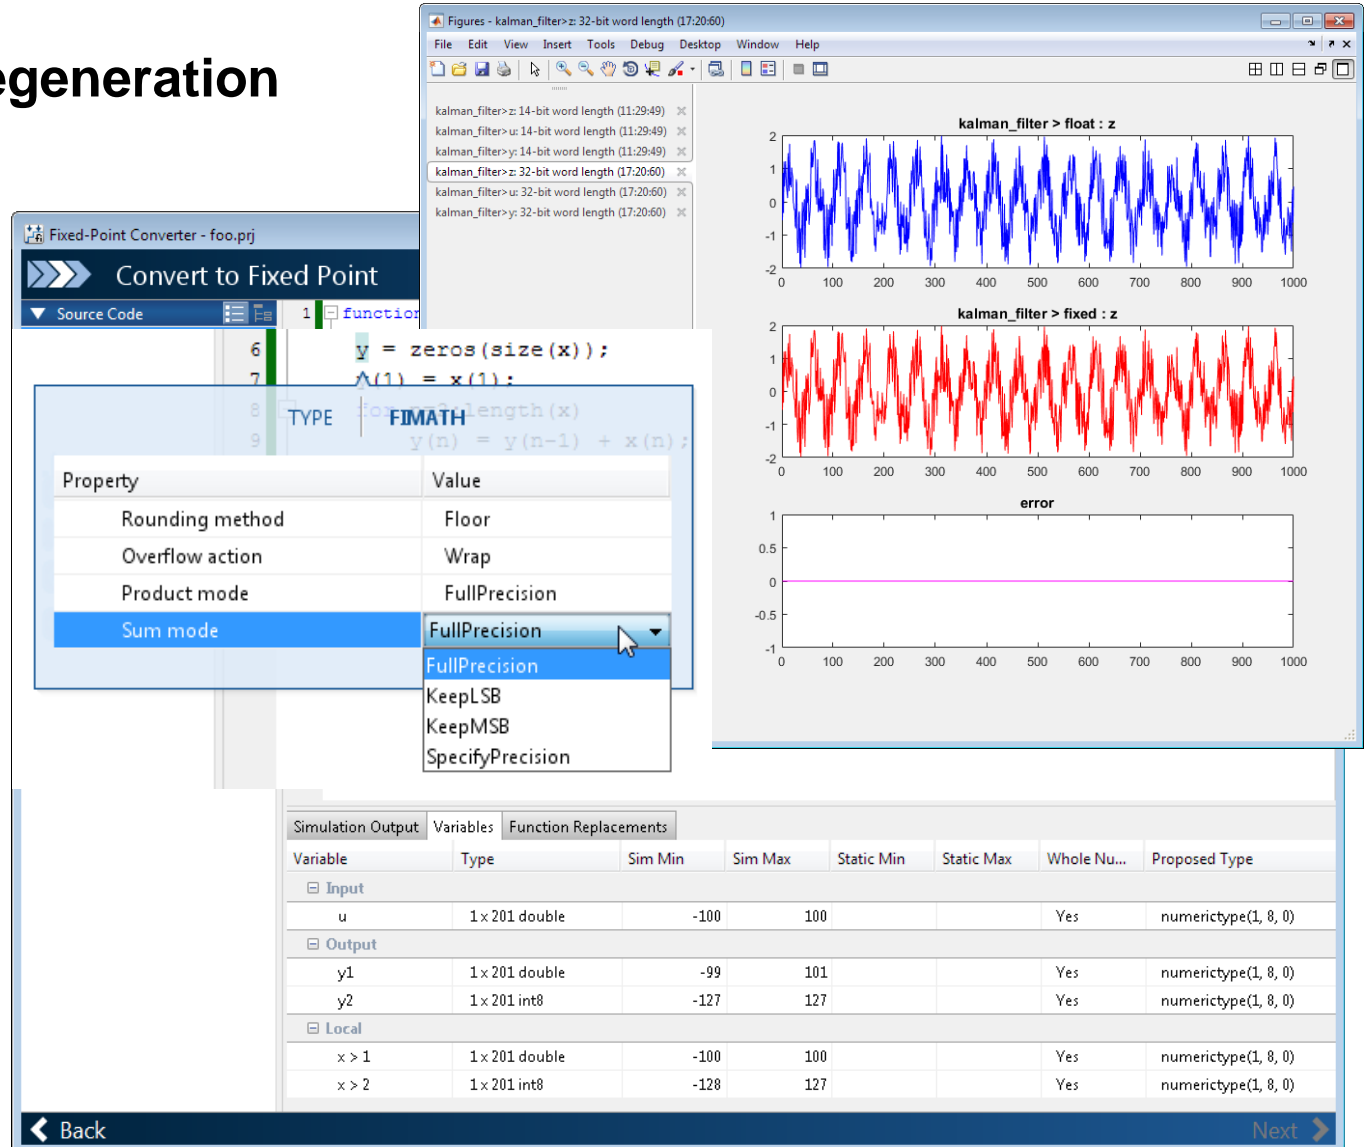 egeneration
Figures - kalman_filter>z: 32-bit word length (17:20:60)
File Edit View Insert Tools Debug Desktop Window Help
kalman_filter>z: 14-bit word length (11:29:49)
kalman_filter>u: 14-bit word length (11:29:49)
kalman_filter>y: 14-bit word length (11:29:49)
kalman_filter>z: 32-bit word length (17:20:60)
kalman_filter>u: 32-bit word length (17:20:60)
kalman_filter>y: 32-bit word length (17:20:60)
kalman_filter > float : z
2
1
0
-1
-2
0 100 200 300 400 500 600 700 800 900 1000
kalman_filter > fixed : z
2
1
0
-1
-2
0 100 200 300 400 500 600 700 800 900 1000
error
1
0.5
0
-0.5
-1
0 100 200 300 400 500 600 700 800 900 1000
Fixed-Point Converter - foo.prj
Convert to Fixed Point
Source Code
1 function
6 y = zeros(size(x));
7 y(1) = x(1);
8 for n=2:length(x)
9 y(n) = y(n-1) + x(n);
TYPE FIMATH
Property Value
Rounding method Floor
Overflow action Wrap
Product mode FullPrecision
Sum mode FullPrecision
FullPrecision
KeepLSB
KeepMSB
SpecifyPrecision
Simulation Output Variables Function Replacements
Variable Type Sim Min Sim Max Static Min Static Max Whole Nu... Proposed Type
Input
u 1 x 201 double -100 100 Yes numerictype(1, 8, 0)
Output
y1 1 x 201 double -99 101 Yes numerictype(1, 8, 0)
y2 1 x 201 int8 -127 127 Yes numerictype(1, 8, 0)
Local
x > 1 1 x 201 double -100 100 Yes numerictype(1, 8, 0)
x > 2 1 x 201 int8 -128 127 Yes numerictype(1, 8, 0)
Back Next